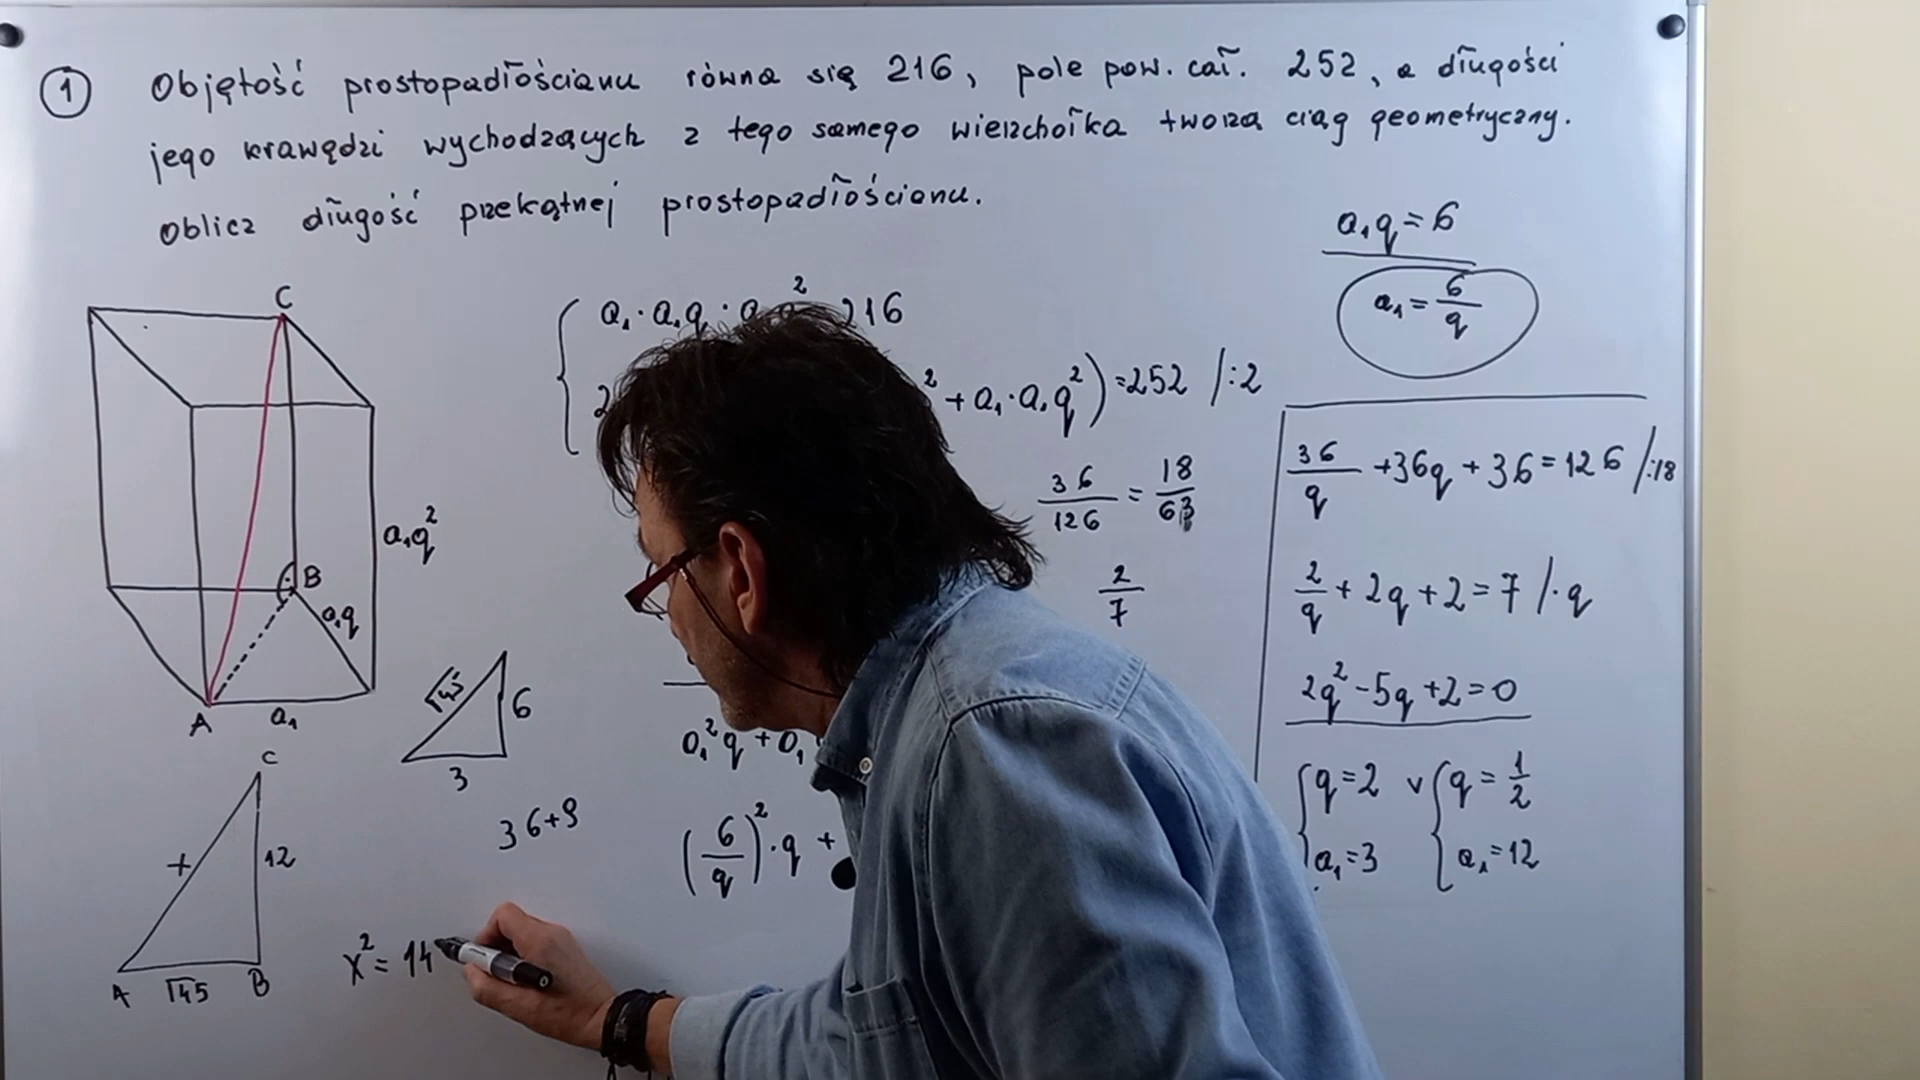 1 Objętość prostopadłościanu równa się 216, pole pow. cał. 252, a długości
jego krawędzi wychodzących z tego samego wierzchołka tworzą ciąg geometryczny.
Oblicz długość przekątnej prostopadłościanu.
a₁q = 6
a₁ = 6/q
C
B
A
a₁
a₁q
a₁q²
√45
6
3
36+9
C
x
12
A
√45
B
x² = 14
a₁ · a₁q · 216
2 ² + a₁·a₁q²) = 252 /:2
36/126 = 18/63
2/7
a₁²q + a₁
(6/q)² · q +
36/q + 36q + 36 = 126 /:18
2/q + 2q + 2 = 7 /·q
2q² - 5q + 2 = 0
q = 2 v q = 1/2
a₁ = 3 a₁ = 12